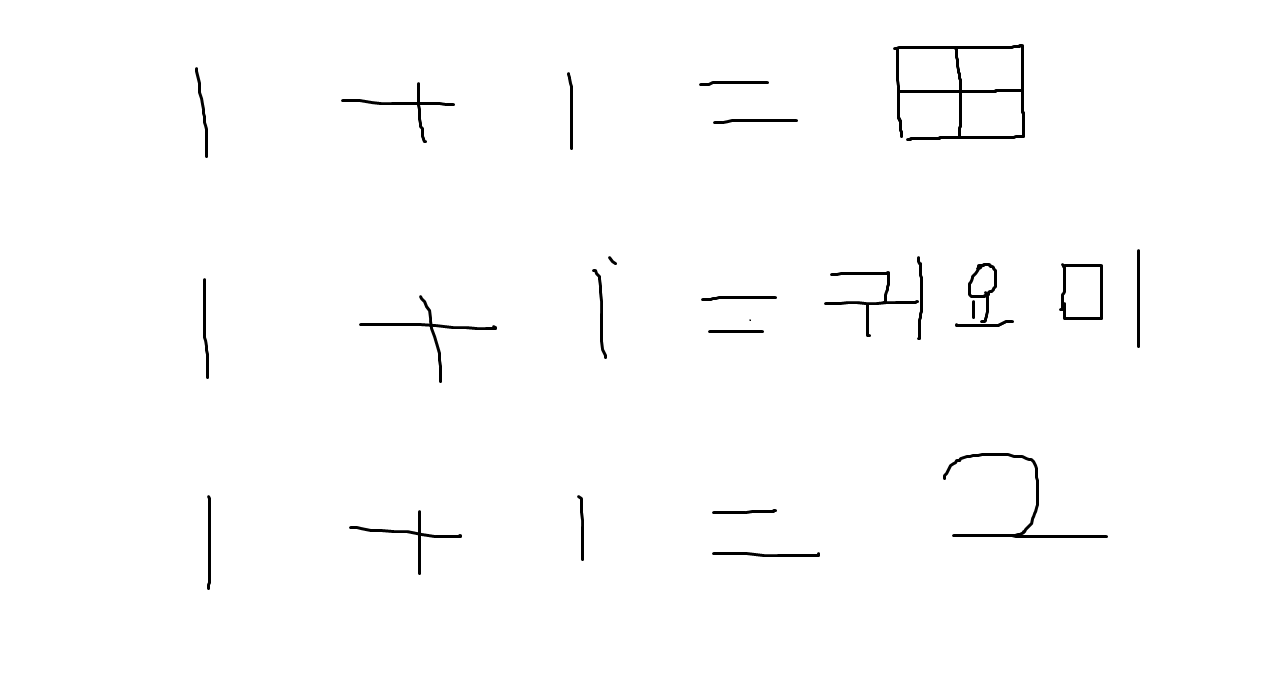 1 + 1 = 田
1 + 1 = 귀요미
1 + 1 = 2